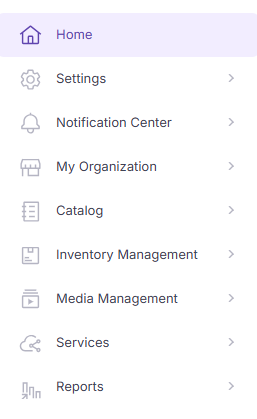 Home
Settings
Notification Center
My Organization
Catalog
Inventory Management
Media Management
Services
Reports